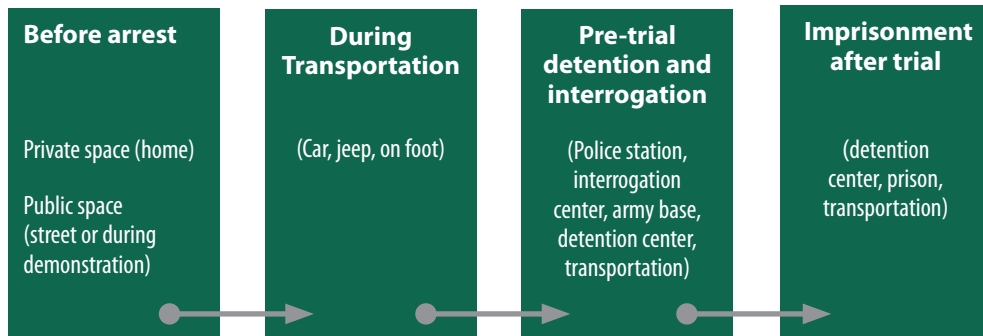 Before arrest
Private space (home)
Public space
(street or during
demonstration)
During
Transportation
(Car, jeep, on foot)
Pre-trial
detention and
interrogation
(Police station,
interrogation
center, army base,
detention center,
transportation)
Imprisonment
after trial
(detention
center, prison,
transportation)